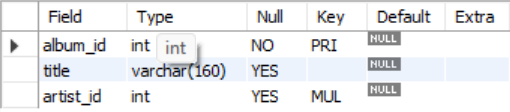 Field Type Null Key Default Extra
album_id int int NO PRI NULL
title varchar(160) YES NULL
artist_id int YES MUL NULL